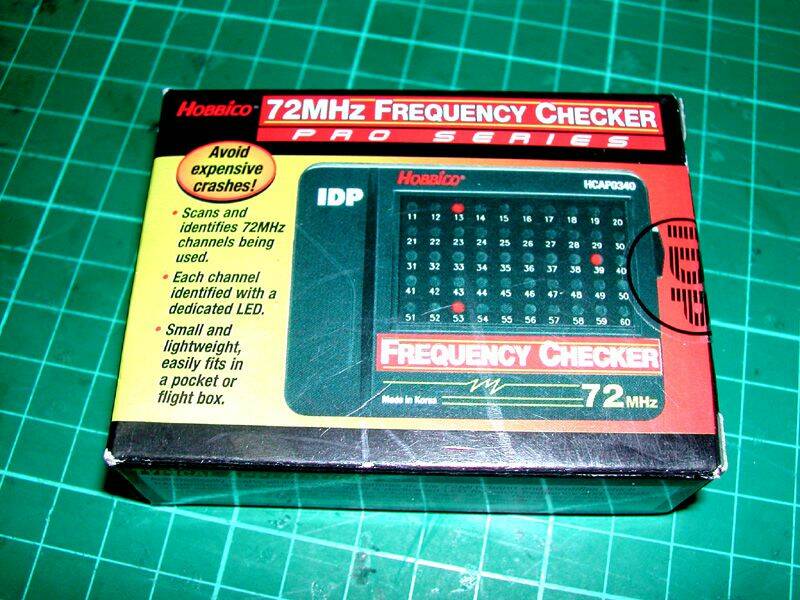 HOBBICO 72MHz FREQUENCY CHECKER
PRO SERIES
Avoid
expensive
crashes!
• Scans and
identifies 72MHz
channels being
used.
• Each channel
identified with a
dedicated LED.
• Small and
lightweight,
easily fits in
a pocket or
flight box.
IDP
HOBBICO HCAP0340
11 12 13 14 15 16 17 18 19 20
21 22 23 24 25 26 27 28 29 30
31 32 33 34 35 36 37 38 39 40
41 42 43 44 45 46 47 48 49 50
51 52 53 54 55 56 57 58 59 60
FREQUENCY CHECKER
Made in Korea
72 MHz
IDP